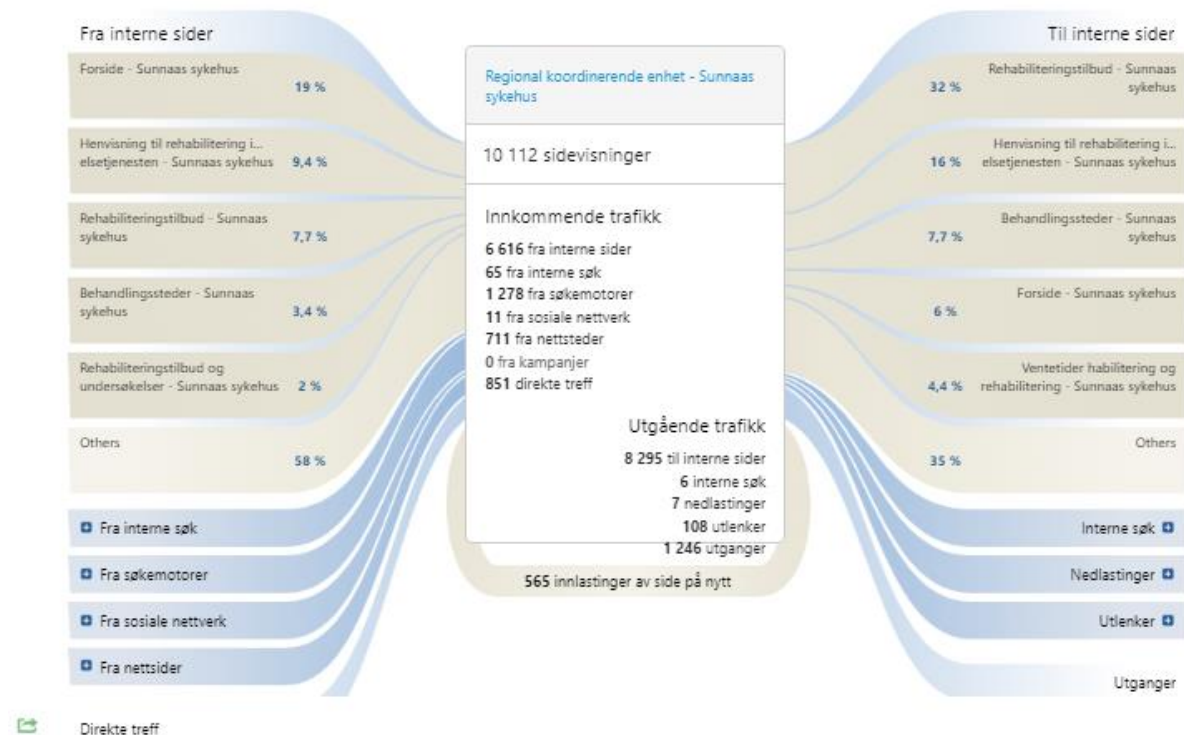 Fra interne sider
Forside - Sunnaas sykehus
19 %
Henvisning til rehabilitering i...
elsetjenesten - Sunnaas sykehus 9,4 %
Rehabiliteringstilbud - Sunnaas
sykehus 7,7 %
Behandlingssteder - Sunnaas
sykehus 3,4 %
Rehabiliteringstilbud og
undersøkelser - Sunnaas sykehus 2 %
Others
58 %
Fra interne søk
Fra søkemotorer
Fra sosiale nettverk
Fra nettsider
Direkte treff
Regional koordinerende enhet - Sunnaas
sykehus
10 112 sidevisninger
Innkommende trafikk
6 616 fra interne sider
65 fra interne søk
1 278 fra søkemotorer
11 fra sosiale nettverk
711 fra nettsteder
0 fra kampanjer
851 direkte treff
Utgående trafikk
8 295 til interne sider
6 interne søk
7 nedlastinger
108 utlenker
1 246 utganger
565 innlastinger av side på nytt
Til interne sider
Rehabiliteringstilbud - Sunnaas
32 % sykehus
Henvisning til rehabilitering i...
16 % elsetjenesten - Sunnaas sykehus
Behandlingssteder - Sunnaas
7,7 % sykehus
Forside - Sunnaas sykehus
6 %
Ventetider habilitering og
4,4 % rehabilitering - Sunnaas sykehus
Others
35 %
Interne søk
Nedlastinger
Utlenker
Utganger